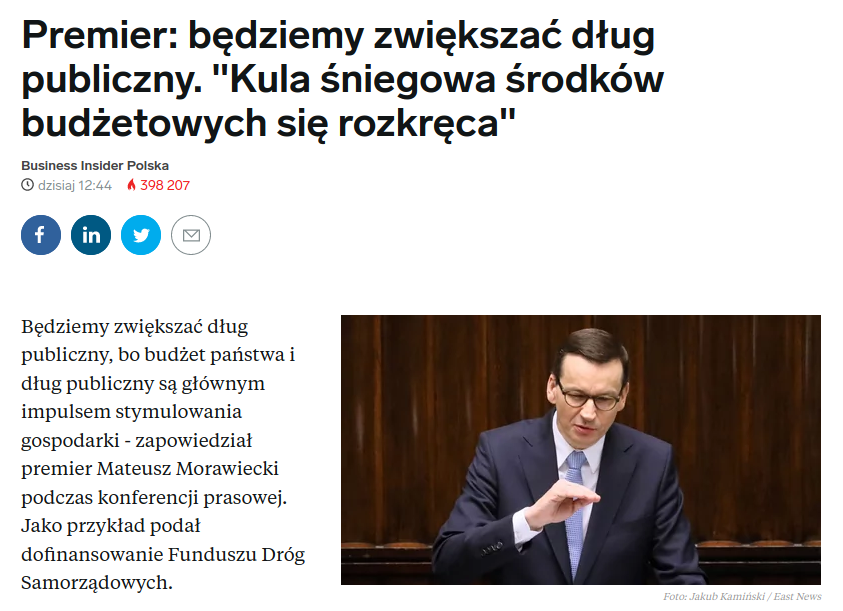 Premier: będziemy zwiększać dług
publiczny. "Kula śniegowa środków
budżetowych się rozkręca"
Business Insider Polska
dzisiaj 12:44 398 207
f in
Będziemy zwiększać dług
publiczny, bo budżet państwa i
dług publiczny są głównym
impulsem stymulowania
gospodarki - zapowiedział
premier Mateusz Morawiecki
podczas konferencji prasowej.
Jako przykład podał
dofinansowanie Funduszu Dróg
Samorządowych.
Foto: Jakub Kamiński / East News